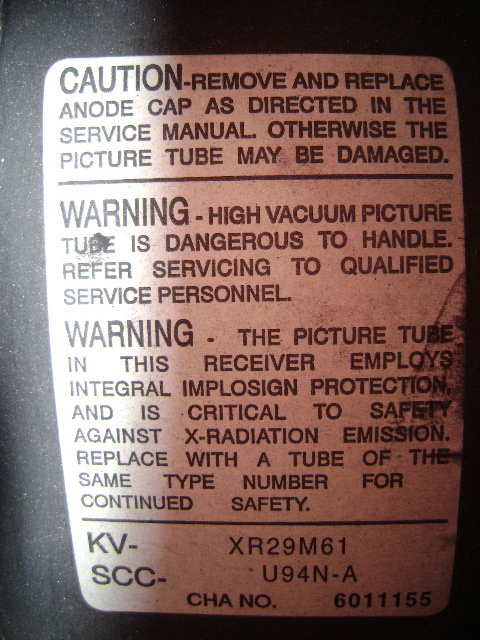 CAUTION-REMOVE AND REPLACE
ANODE CAP AS DIRECTED IN THE
SERVICE MANUAL. OTHERWISE THE
PICTURE TUBE MAY BE DAMAGED.
WARNING - HIGH VACUUM PICTURE
TUBE IS DANGEROUS TO HANDLE.
REFER SERVICING TO QUALIFIED
SERVICE PERSONNEL.
WARNING - THE PICTURE TUBE
IN THIS RECEIVER EMPLOYS
INTEGRAL IMPLOSIGN PROTECTION,
AND IS CRITICAL TO SAFETY
AGAINST X-RADIATION EMISSION.
REPLACE WITH A TUBE OF THE
SAME TYPE NUMBER FOR
CONTINUED SAFETY.
KV- XR29M61
SCC- U94N-A
CHA NO. 6011155